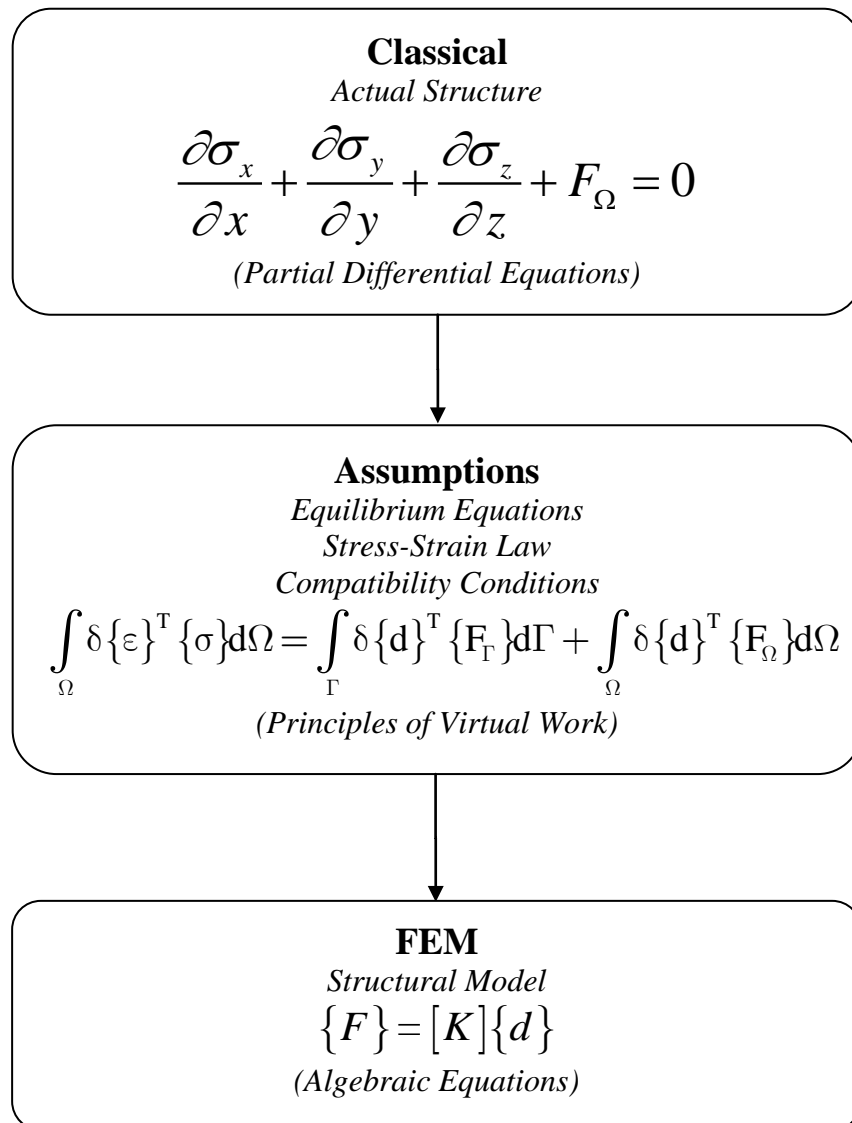 Classical
Actual Structure
∂σ_x/∂x + ∂σ_y/∂y + ∂σ_z/∂z + F_Ω = 0
(Partial Differential Equations)
Assumptions
Equilibrium Equations
Stress-Strain Law
Compatibility Conditions
∫_Ω δ{ε}^T {σ}dΩ = ∫_Γ δ{d}^T {F_Γ}dΓ + ∫_Ω δ{d}^T {F_Ω}dΩ
(Principles of Virtual Work)
FEM
Structural Model
{F} = [K]{d}
(Algebraic Equations)